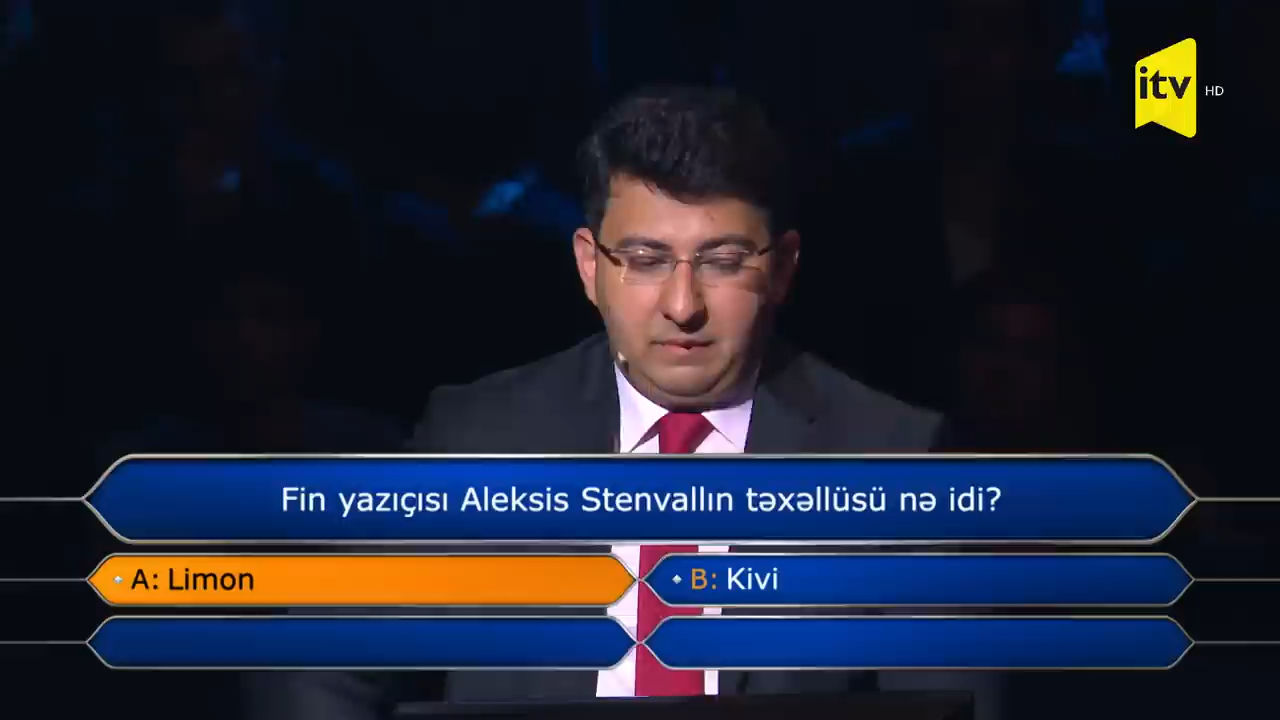 itv HD
Fin yazıçısı Aleksis Stenvallın təxəllüsü nə idi?
A: Limon
B: Kivi